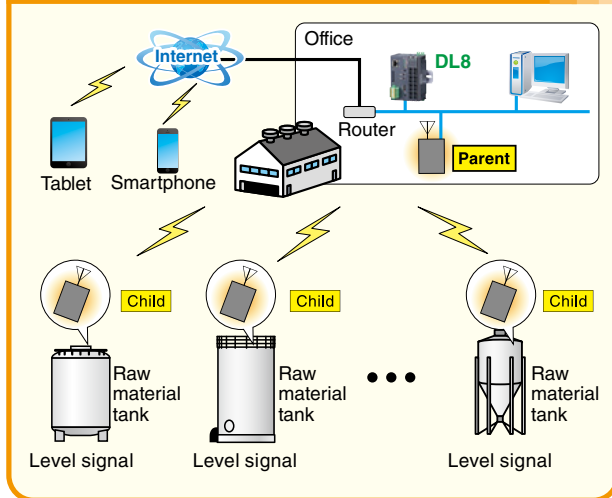 Office
Internet
DL8
Router
Parent
Tablet
Smartphone
Child
Child
Child
Raw
material
tank
Raw
material
tank
Raw
material
tank
Level signal
Level signal
Level signal